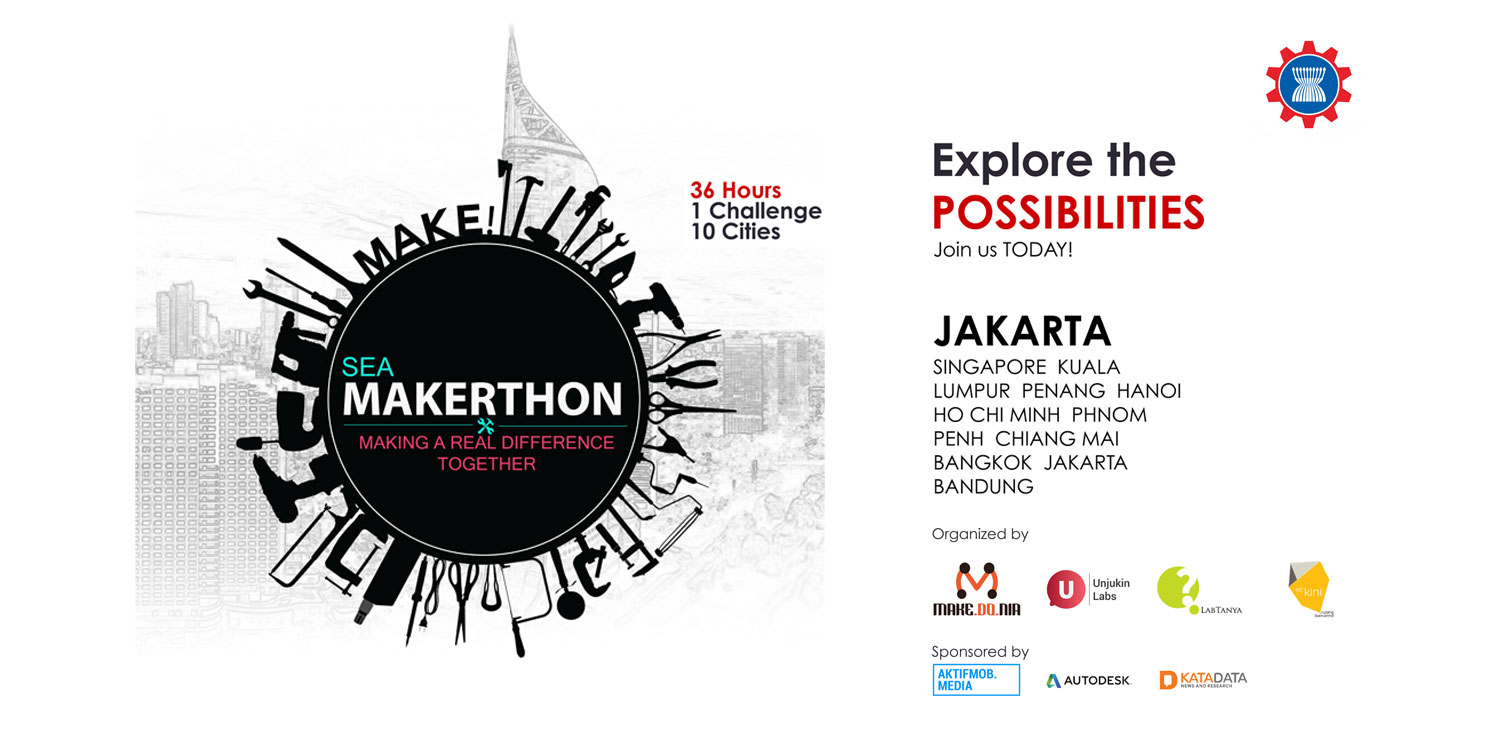 36 Hours
1 Challenge
10 Cities
MAKE!
SEA
MAKERTHON
MAKING A REAL DIFFERENCE
TOGETHER
Explore the
POSSIBILITIES
Join us TODAY!
JAKARTA
SINGAPORE KUALA
LUMPUR PENANG HANOI
HO CHI MINH PHNOM
PENH CHIANG MAI
BANGKOK JAKARTA
BANDUNG
Organized by
MAKE.DO.NIA
U Unjukin
Labs
? LABTANYA
kini
ruang
bersama
Sponsored by
AKTIFMOB.
MEDIA
AUTODESK.
D KATADATA
NEWS AND RESEARCH